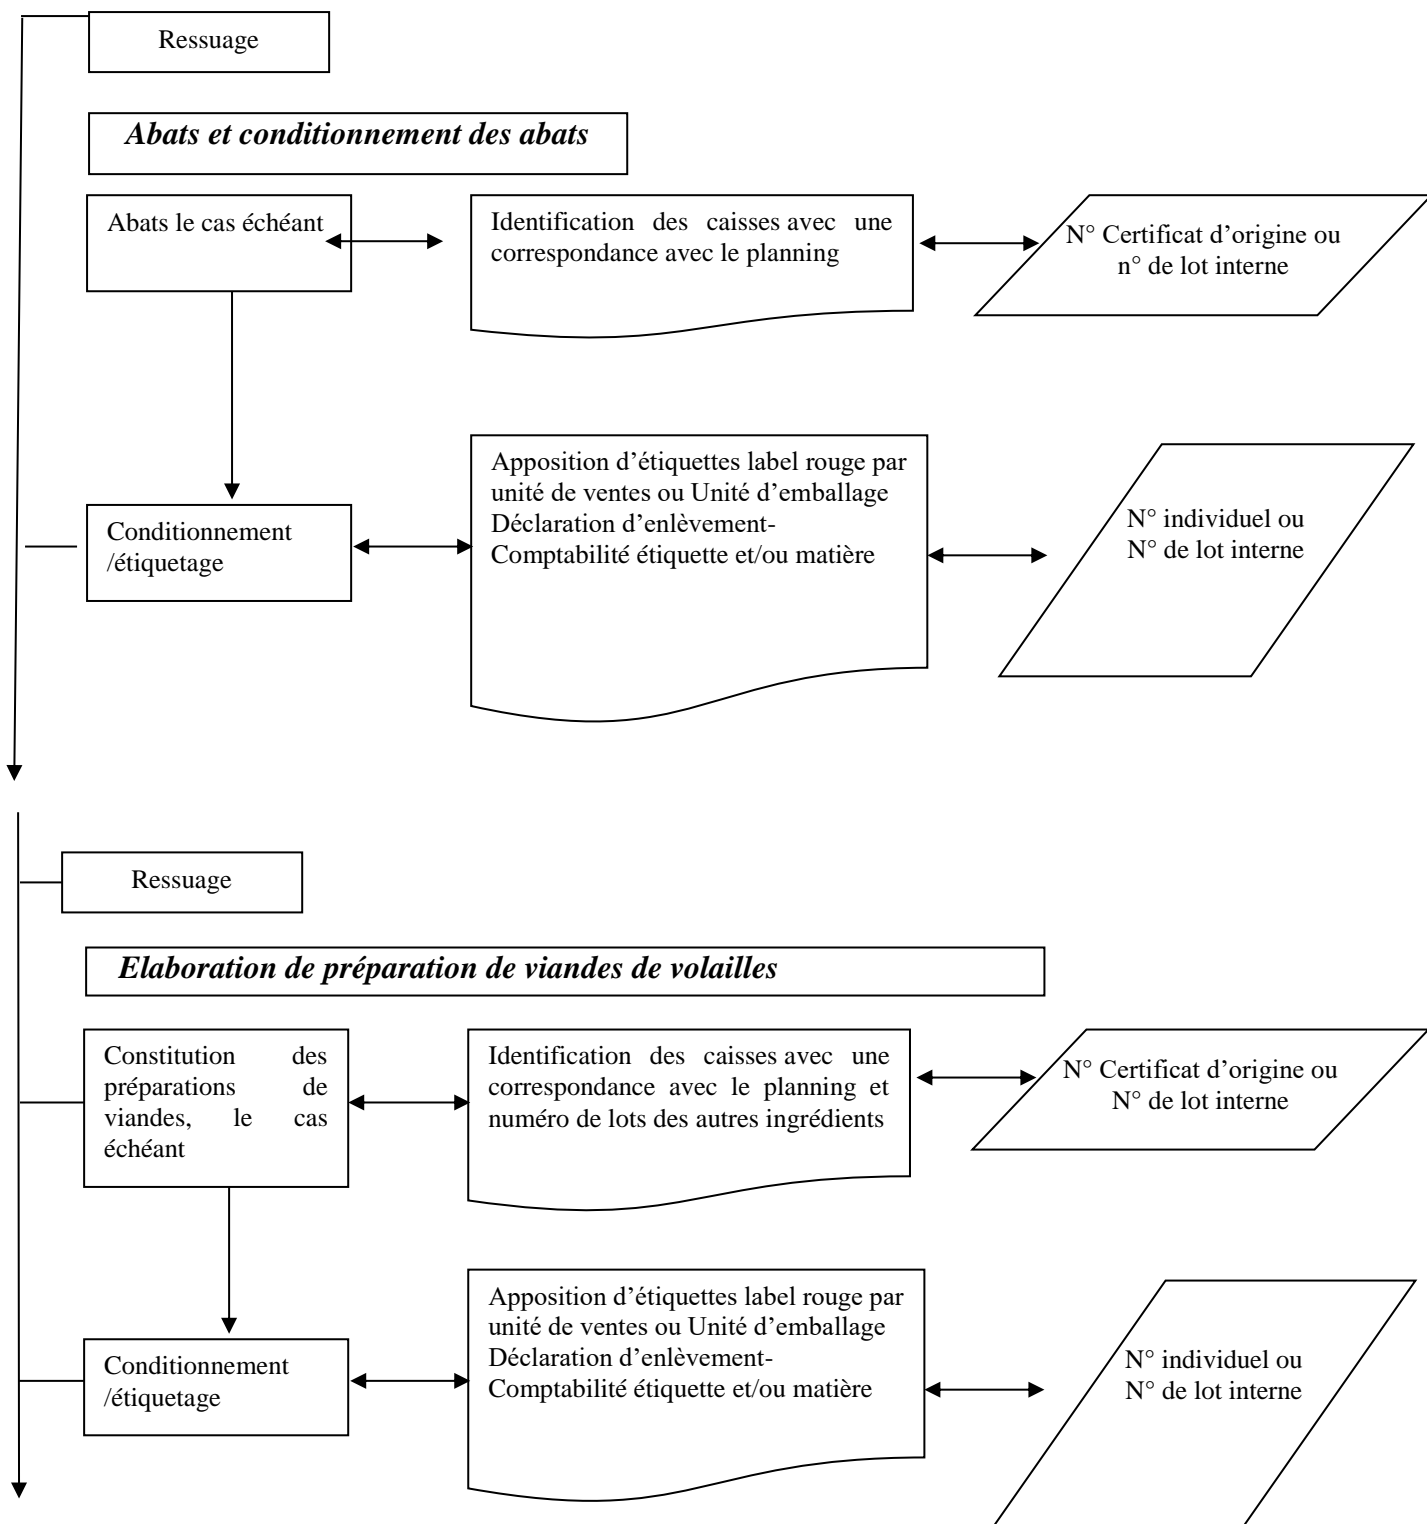 Ressuage
Abats et conditionnement des abats
Abats le cas échéant
Identification des caisses avec une
correspondance avec le planning
N° Certificat d'origine ou
n° de lot interne
Conditionnement
/étiquetage
Apposition d'étiquettes label rouge par
unité de ventes ou Unité d'emballage
Déclaration d'enlèvement-
Comptabilité étiquette et/ou matière
N° individuel ou
N° de lot interne
Ressuage
Elaboration de préparation de viandes de volailles
Constitution des
préparations de
viandes, le cas
échéant
Identification des caisses avec une
correspondance avec le planning et
numéro de lots des autres ingrédients
N° Certificat d'origine ou
N° de lot interne
Conditionnement
/étiquetage
Apposition d'étiquettes label rouge par
unité de ventes ou Unité d'emballage
Déclaration d'enlèvement-
Comptabilité étiquette et/ou matière
N° individuel ou
N° de lot interne